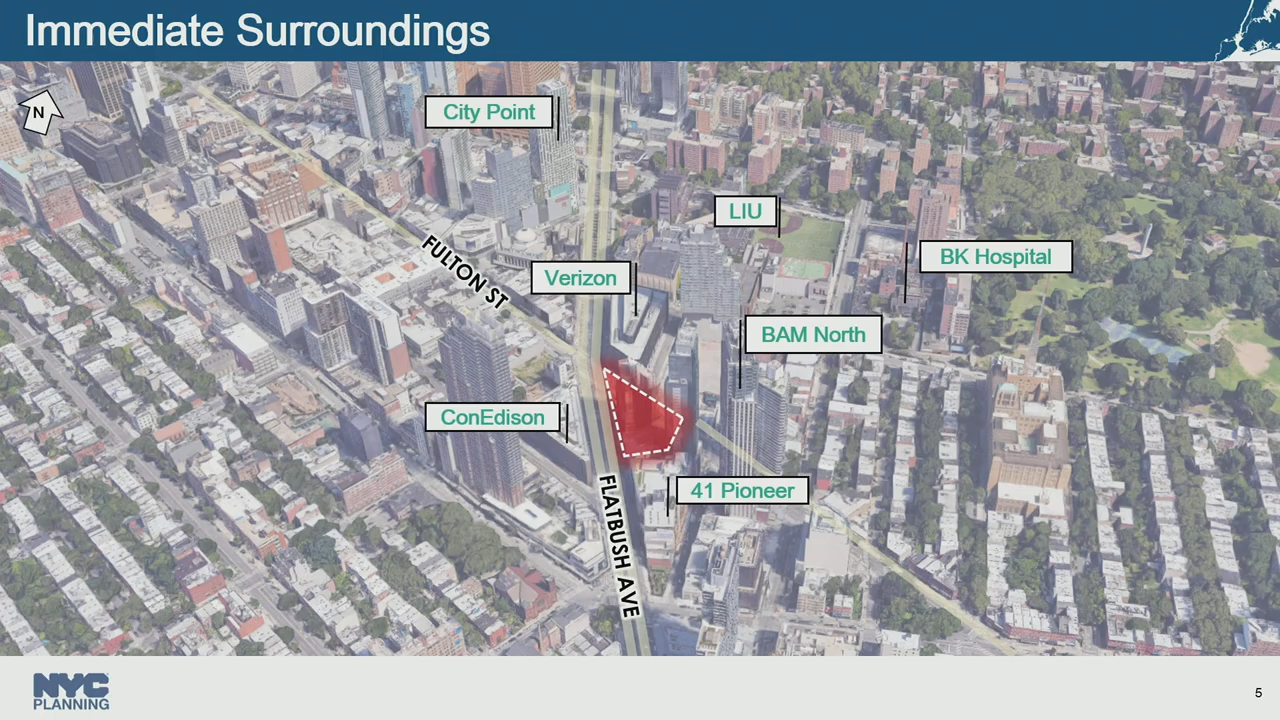 Immediate Surroundings
N
City Point
LIU
FULTON ST
Verizon
BK Hospital
BAM North
ConEdison
41 Pioneer
FLATBUSH AVE
NYC
PLANNING
5